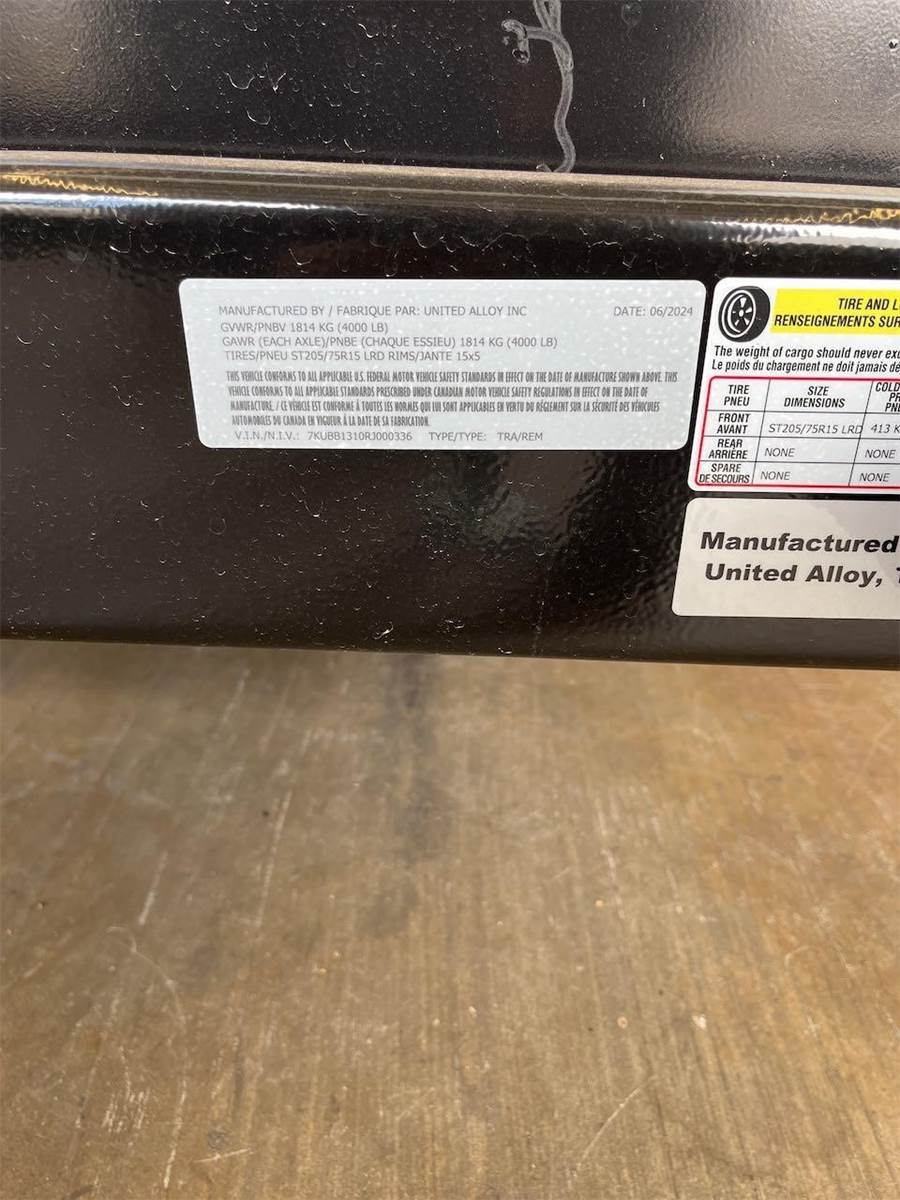 MANUFACTURED BY / FABRIQUE PAR: UNITED ALLOY INC DATE: 06/2024
GVWR/PNBV 1814 KG (4000 LB)
GAWR (EACH AXLE)/PNBE (CHAQUE ESSIEU) 1814 KG (4000 LB)
TIRES/PNEU ST205/75R15 LRD RIMS/JANTE 15x5
THIS VEHICLE CONFORMS TO ALL APPLICABLE U.S. FEDERAL MOTOR VEHICLE SAFETY STANDARDS IN EFFECT ON THE DATE OF MANUFACTURE SHOWN ABOVE. THIS
VEHICLE CONFORMS TO ALL APPLICABLE STANDARDS PRESCRIBED UNDER CANADIAN MOTOR VEHICLE SAFETY REGULATIONS IN EFFECT ON THE DATE OF
MANUFACTURE. / CE VÉHICLE EST CONFORME À TOUTES LES NORMES QUI LUI SONT APPLICABLES EN VERTU DU RÉGLEMENT SUR LA SÉCURITÉ DES VÉHICULES
AUTOMOBILES DU CANADA EN VIGUEUR À LA DATE DE SA FABRICATION.
V.I.N./N.I.V.: 7KUBB1310RJ000336 TYPE/TYPE: TRA/REM
TIRE AND L
RENSEIGNEMENTS SUR
The weight of cargo should never exc
Le poids du chargement ne doit jamais dé
TIRE SIZE COLD
PNEU DIMENSIONS PR
PNE
FRONT
AVANT ST205/75R15 LRD 413 K
REAR
ARRIÈRE NONE NONE
SPARE
DE SECOURS NONE NONE
Manufactured
United Alloy,